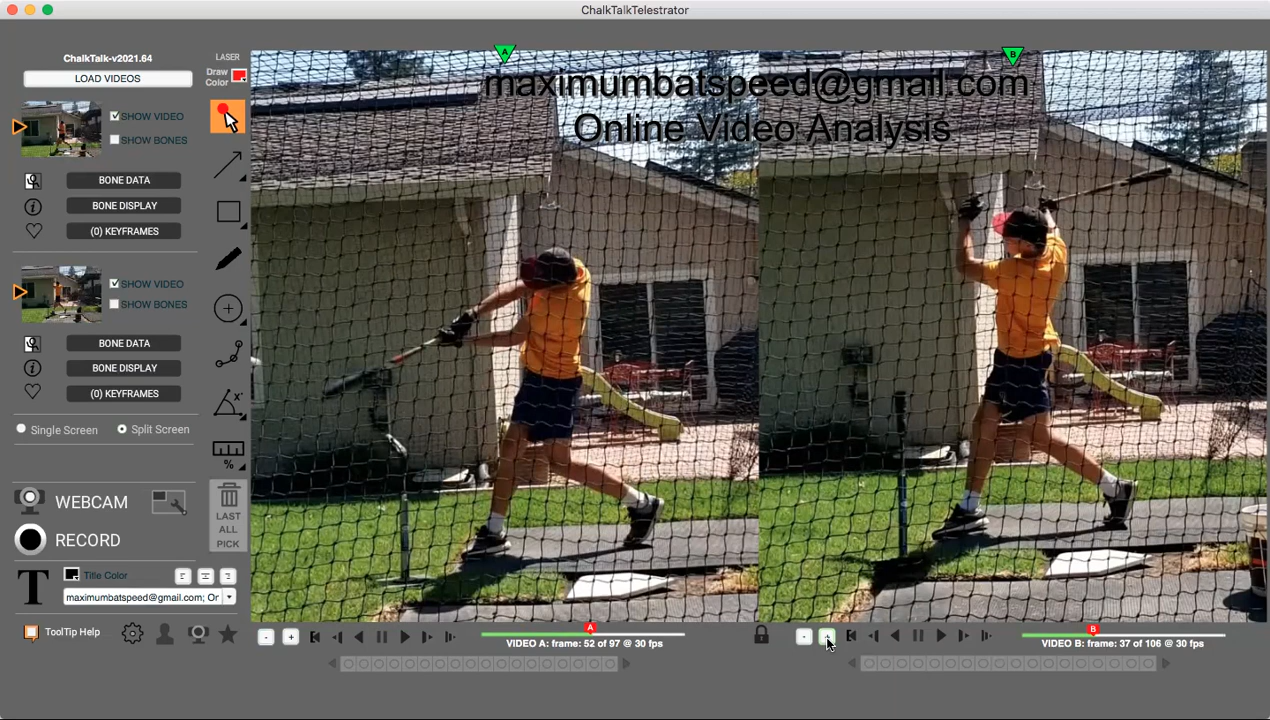 ChalkTalkTelestrator
ChalkTalk-v2021.64
LOAD VIDEOS
SHOW VIDEO
SHOW BONES
BONE DATA
BONE DISPLAY
(0) KEYFRAMES
SHOW VIDEO
SHOW BONES
BONE DATA
BONE DISPLAY
(0) KEYFRAMES
Single Screen
Split Screen
WEBCAM
RECORD
T
Title Color
maximumbatspeed@gmail.com; Or
ToolTip Help
LASER
Draw
Color
X°
%
LAST
ALL
PICK
A
B
maximumbatspeed@gmail.com
Online Video Analysis
- +
A
VIDEO A: frame: 52 of 97 @ 30 fps
- +
B
VIDEO B: frame: 37 of 106 @ 30 fps